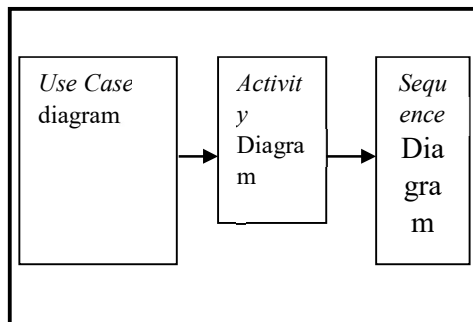 Use Case
diagram
Activit
y
Diagra
m
Sequ
ence
Dia
gra
m